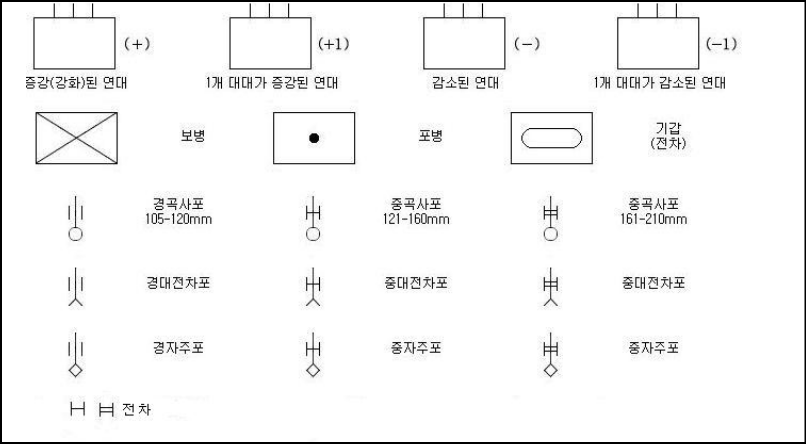 (+) (+1) (-) (-1)
증강(강화)된 연대 1개 대대가 증강된 연대 감소된 연대 1개 대대가 감소된 연대
보병 포병 기갑
(전차)
경곡사포 중곡사포 중곡사포
105-120mm 121-160mm 161-210mm
경대전차포 중대전차포 중대전차포
경자주포 중자주포 중자주포
전차